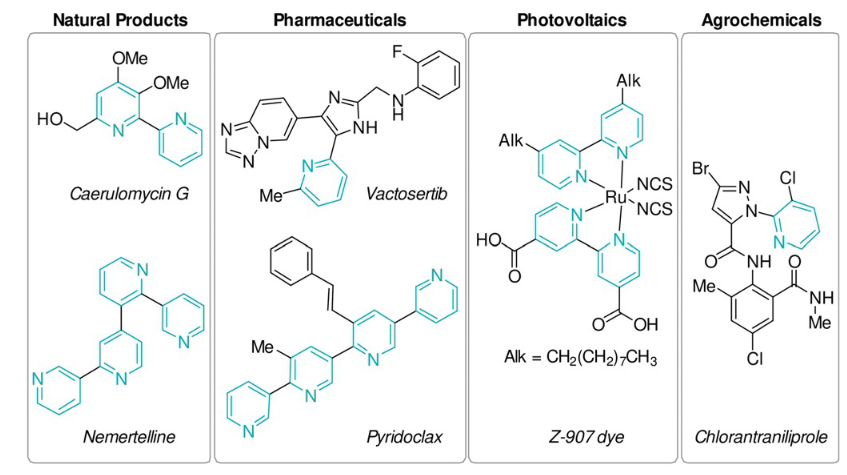 Natural Products
OMe
OMe
HO
N
N
Caerulomycin G
N
N
N
N
Nemertelline
Pharmaceuticals
F
N
N
H
N
NH
N
N
N
N
Me
Vactosertib
N
Me
N
N
N
Pyridoclax
Photovoltaics
Alk
Alk
N
N
Ru
NCS
NCS
N
N
HO
O
O
OH
Alk = CH2(CH2)7CH3
Z-907 dye
Agrochemicals
Br
N
N
Cl
N
O
NH
O
Me
NH
Me
Cl
Chlorantraniliprole